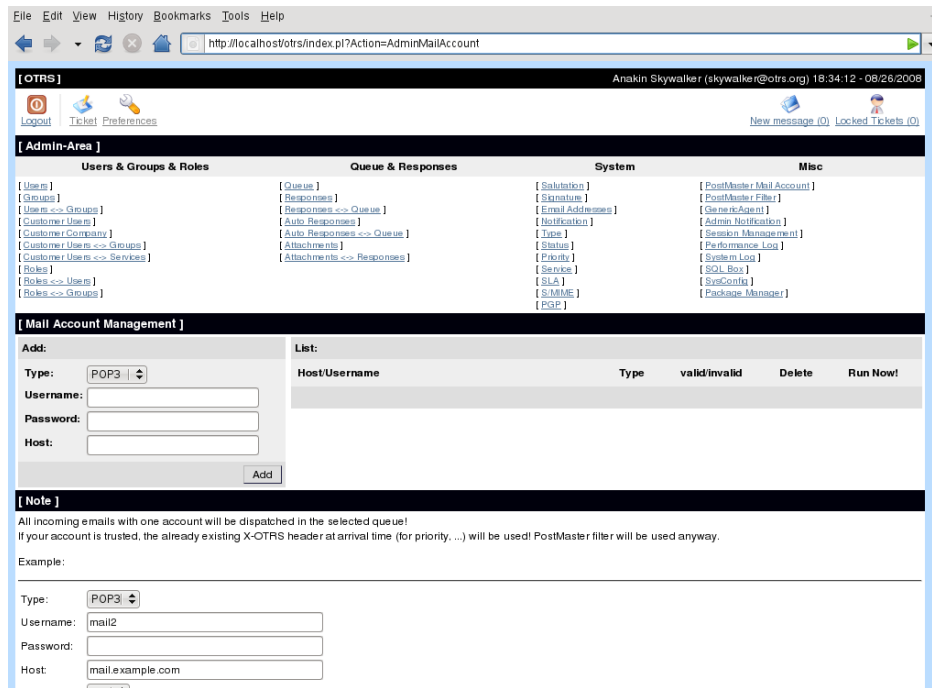 File Edit View History Bookmarks Tools Help
http://localhost/otrs/index.pl?Action=AdminMailAccount
[ OTRS ] Anakin Skywalker (skywalker@otrs.org) 18:34:12 - 08/26/2008
Logout Ticket Preferences New message (0) Locked Tickets (0)
[ Admin-Area ]
Users & Groups & Roles Queue & Responses System Misc
[ Users ] [ Queue ] [ Salutation ] [ PostMaster Mail Account ]
[ Groups ] [ Responses ] [ Signature ] [ PostMaster Filter ]
[ Users <-> Groups ] [ Responses <-> Queue ] [ Email Addresses ] [ GenericAgent ]
[ Customer Users ] [ Auto Responses ] [ Notification ] [ Admin Notification ]
[ Customer Company ] [ Auto Responses <-> Queue ] [ Type ] [ Session Management ]
[ Customer Users <-> Groups ] [ Attachments ] [ Status ] [ Performance Log ]
[ Customer Users <-> Services ] [ Attachments <-> Responses ] [ Priority ] [ System Log ]
[ Roles ] [ Service ] [ SQL Box ]
[ Roles <-> Users ] [ SLA ] [ SysConfig ]
[ Roles <-> Groups ] [ S/MIME ] [ Package Manager ]
[ PGP ]
[ Mail Account Management ]
Add: List:
Type: POP3 Host/Username Type valid/invalid Delete Run Now!
Username:
Password:
Host:
Add
[ Note ]
All incoming emails with one account will be dispatched in the selected queue!
If your account is trusted, the already existing X-OTRS header at arrival time (for priority, ...) will be used! PostMaster filter will be used anyway.
Example:
Type: POP3
Username: mail2
Password:
Host: mail.example.com